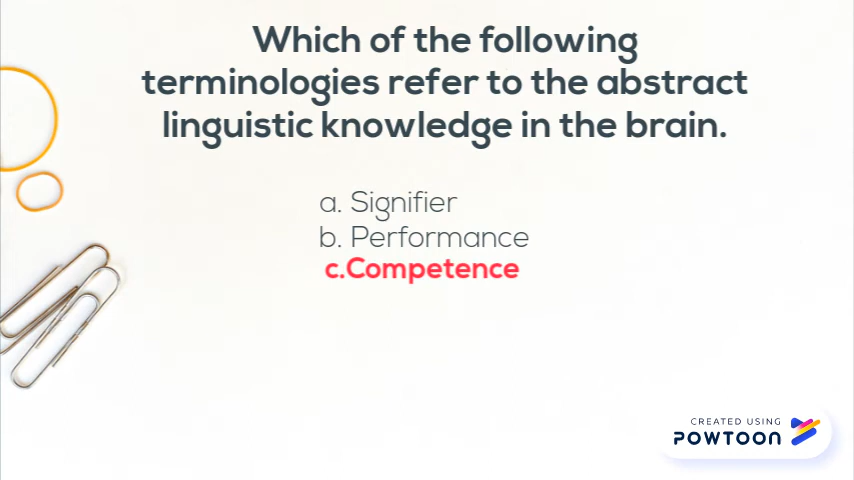 Which of the following
terminologies refer to the abstract
linguistic knowledge in the brain.
a. Signifier
b. Performance
c.Competence
CREATED USING
POWTOON